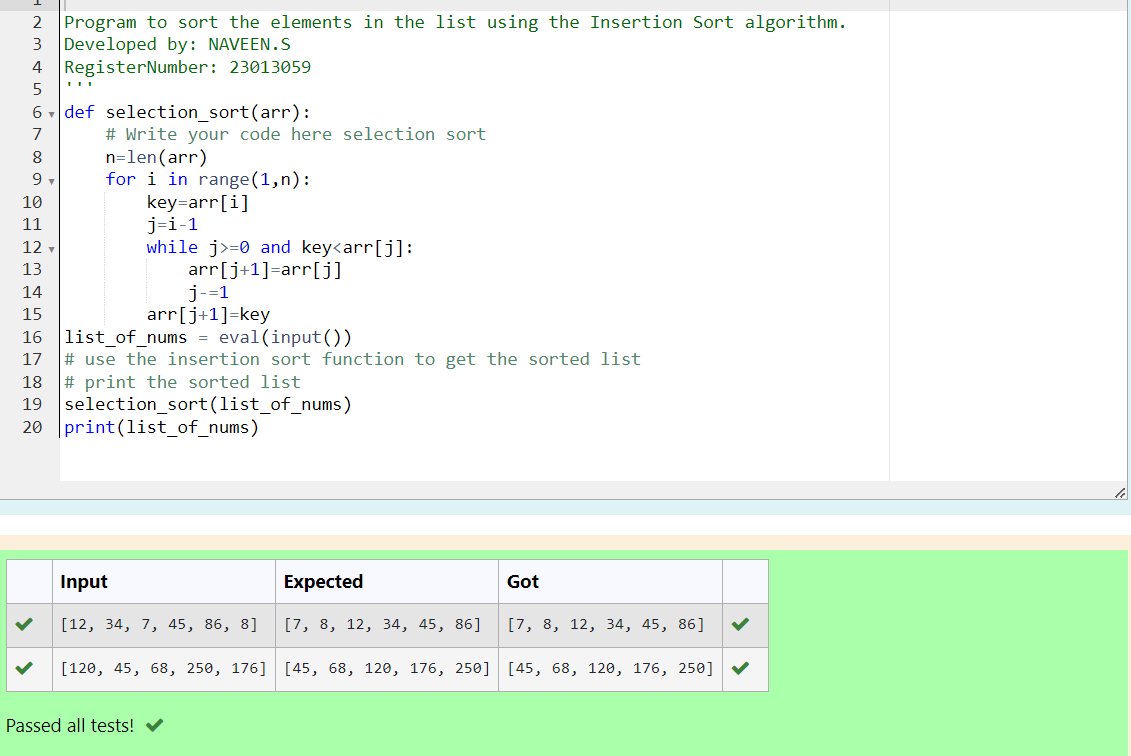 1
2 Program to sort the elements in the list using the Insertion Sort algorithm.
3 Developed by: NAVEEN.S
4 RegisterNumber: 23013059
5 '''
6 def selection_sort(arr):
7     # Write your code here selection sort
8     n=len(arr)
9     for i in range(1,n):
10         key=arr[i]
11         j=i-1
12         while j>=0 and key<arr[j]:
13             arr[j+1]=arr[j]
14             j-=1
15         arr[j+1]=key
16 list_of_nums = eval(input())
17 # use the insertion sort function to get the sorted list
18 # print the sorted list
19 selection_sort(list_of_nums)
20 print(list_of_nums)
Input Expected Got
[12, 34, 7, 45, 86, 8] [7, 8, 12, 34, 45, 86] [7, 8, 12, 34, 45, 86]
[120, 45, 68, 250, 176] [45, 68, 120, 176, 250] [45, 68, 120, 176, 250]
Passed all tests!